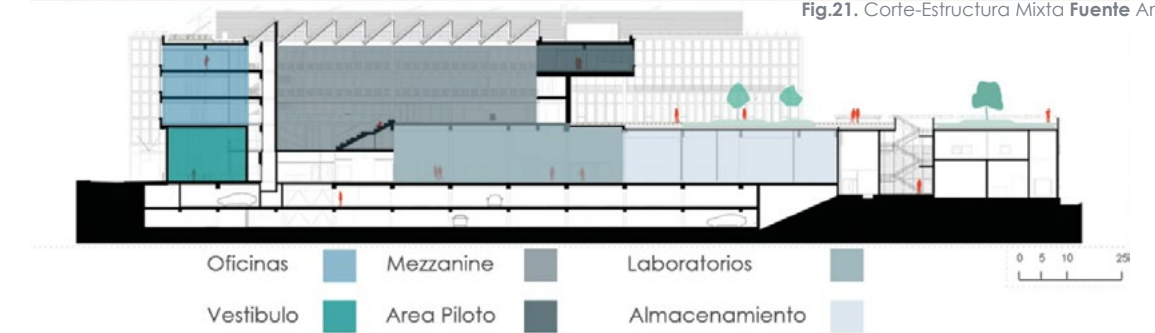 Fig.21. Corte-Estructura Mixta Fuente Ar
Oficinas Mezzanine Laboratorios
0 5 10 25
Vestibulo Area Piloto Almacenamiento